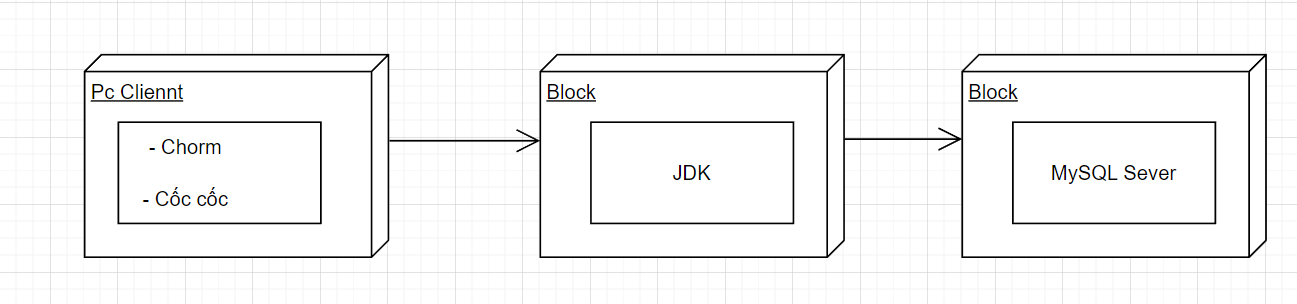 Pc Cliennt
- Chorm
- Cốc cốc
Block
JDK
Block
MySQL Sever